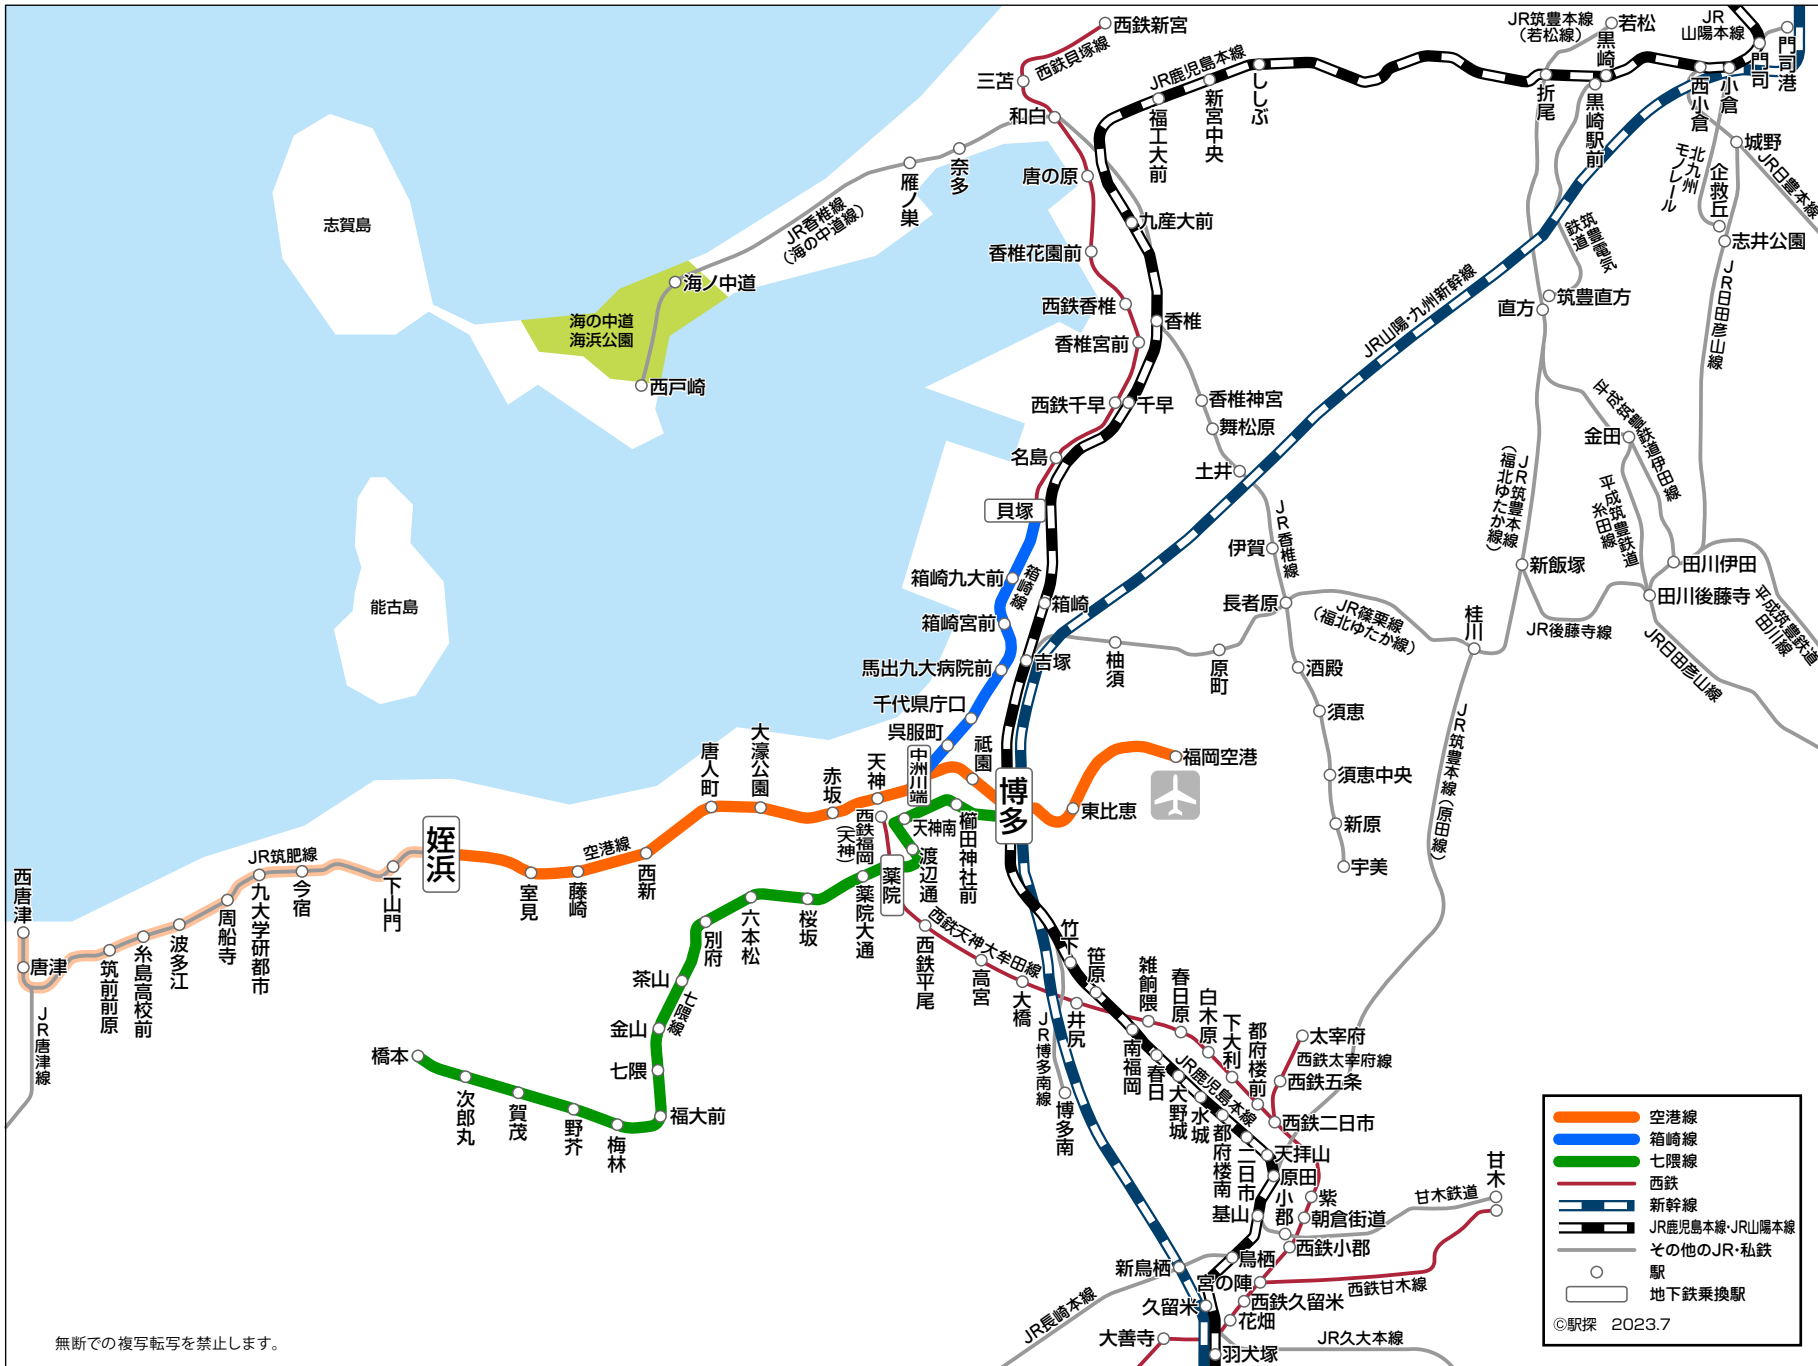 西鉄新宮
西鉄貝塚線
三苫
和白
唐の原
香椎花園前
西鉄香椎
香椎宮前
西鉄千早
名島
貝塚
JR鹿児島本線
福工大前
新宮中央
ししぶ
九産大前
香椎
千早
箱崎
吉塚
JR筑豊本線
(若松線)
若松
黒崎
折尾
黒崎駅前
JR
山陽本線
門司
門司港
西小倉
小倉
城野
JR日豊本線
北九州
モノレール
企救丘
志井公園
JR日田彦山線
筑豊電気
鉄道
筑豊直方
直方
JR山陽・九州新幹線
奈多
雁ノ巣
JR香椎線
(海の中道線)
海ノ中道
海の中道
海浜公園
西戸崎
志賀島
能古島
香椎神宮
舞松原
土井
JR香椎線
伊賀
長者原
酒殿
須恵
須恵中央
新原
宇美
柚須
原町
JR篠栗線
(福北ゆたか線)
桂川
JR筑豊本線
(福北ゆたか線)
新飯塚
JR後藤寺線
平成筑豊鉄道伊田線
金田
平成筑豊鉄道
糸田線
田川伊田
田川後藤寺
平成筑豊鉄道
田川線
JR日田彦山線
JR筑豊本線(原田線)
箱崎線
箱崎九大前
箱崎宮前
馬出九大病院前
千代県庁口
呉服町
中洲川端
祇園
博多
東比恵
福岡空港
天神
赤坂
大濠公園
唐人町
西新
空港線
藤崎
室見
姪浜
下山門
JR筑肥線
今宿
九大学研都市
周船寺
波多江
糸島高校前
筑前前原
唐津
西唐津
JR唐津線
西鉄福岡
(天神)
天神南
櫛田神社前
渡辺通
薬院
薬院大通
桜坂
六本松
別府
茶山
七隈線
金山
七隈
福大前
梅林
野芥
賀茂
次郎丸
橋本
西鉄平尾
西鉄天神大牟田線
高宮
大橋
井尻
竹下
笹原
雑餉隈
春日原
白木原
下大利
都府楼前
JR博多南線
博多南
南福岡
春日
大野城
水城
都府楼南
二日市
JR鹿児島本線
天拝山
原田
太宰府
西鉄太宰府線
西鉄五条
西鉄二日市
紫
朝倉街道
小郡
基山
西鉄小郡
甘木鉄道
甘木
西鉄甘木線
鳥栖
新鳥栖
宮の陣
久留米
西鉄久留米
花畑
大善寺
羽犬塚
JR長崎本線
JR久大本線
空港線
箱崎線
七隈線
西鉄
新幹線
JR鹿児島本線・JR山陽本線
その他のJR・私鉄
駅
地下鉄乗換駅
©駅探 2023.7
無断での複写転写を禁止します。